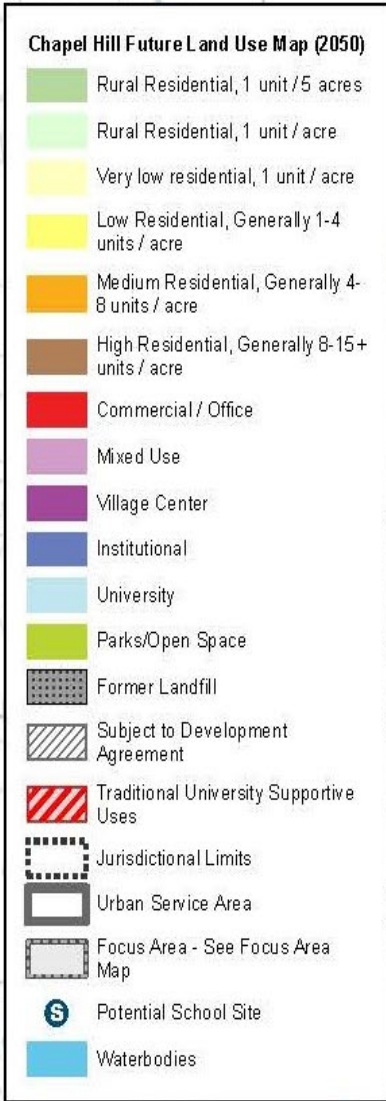 Chapel Hill Future Land Use Map (2050)
Rural Residential, 1 unit / 5 acres
Rural Residential, 1 unit / acre
Very low residential, 1 unit / acre
Low Residential, Generally 1-4
units / acre
Medium Residential, Generally 4-
8 units / acre
High Residential, Generally 8-15+
units / acre
Commercial / Office
Mixed Use
Village Center
Institutional
University
Parks/Open Space
Former Landfill
Subject to Development
Agreement
Traditional University Supportive
Uses
Jurisdictional Limits
Urban Service Area
Focus Area - See Focus Area
Map
S Potential School Site
Waterbodies